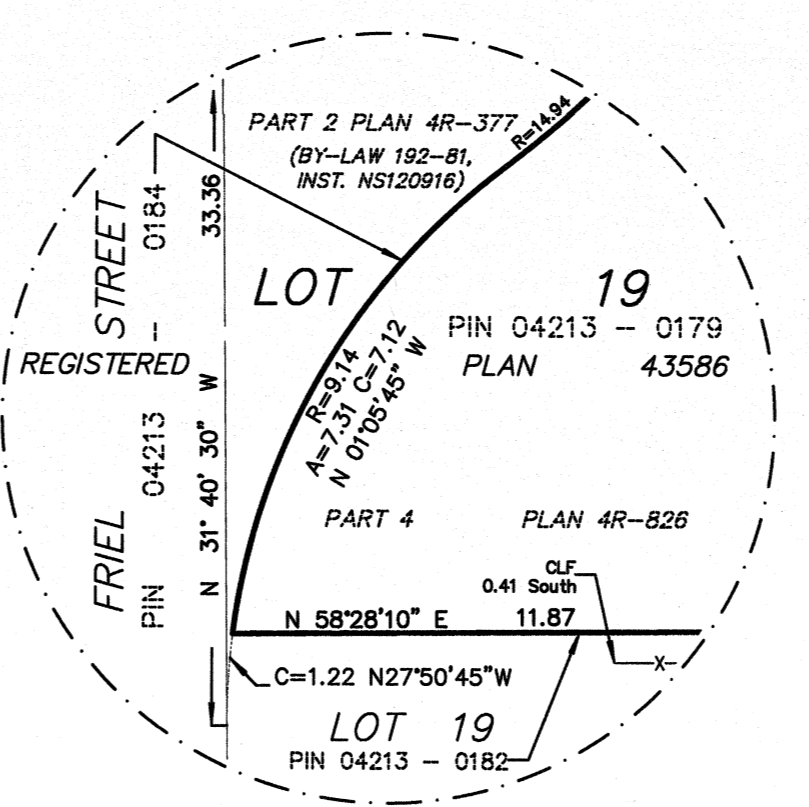 PART 2 PLAN 4R-377
(BY-LAW 192-81,
INST. NS120916)
R=14.94
33.36
STREET
0184
LOT
19
PIN 04213 - 0179
REGISTERED
PLAN 43586
R=9.14
A=7.31 C=7.12
N 01°05'45" W
N 31° 40' 30" W
FRIEL
PIN 04213 -
PART 4
PLAN 4R-826
CLF
0.41 South
N 58°28'10" E 11.87
X
C=1.22 N27°50'45"W
LOT 19
PIN 04213 - 0182